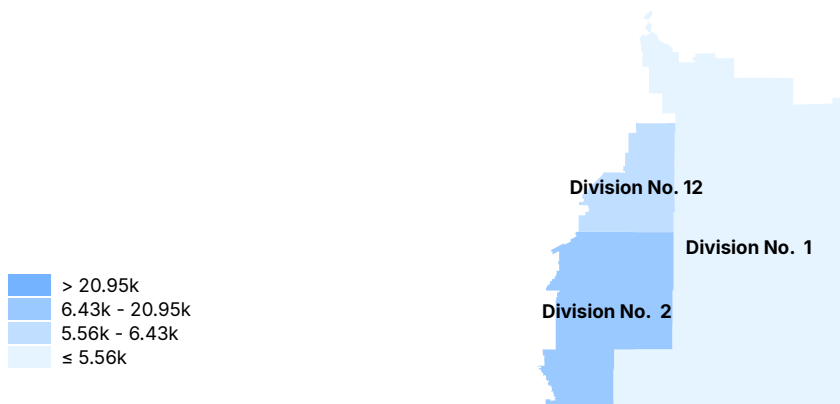 Division No. 12
Division No.  1
> 20.95k
6.43k - 20.95k
Division No.  2
5.56k - 6.43k
≤ 5.56k